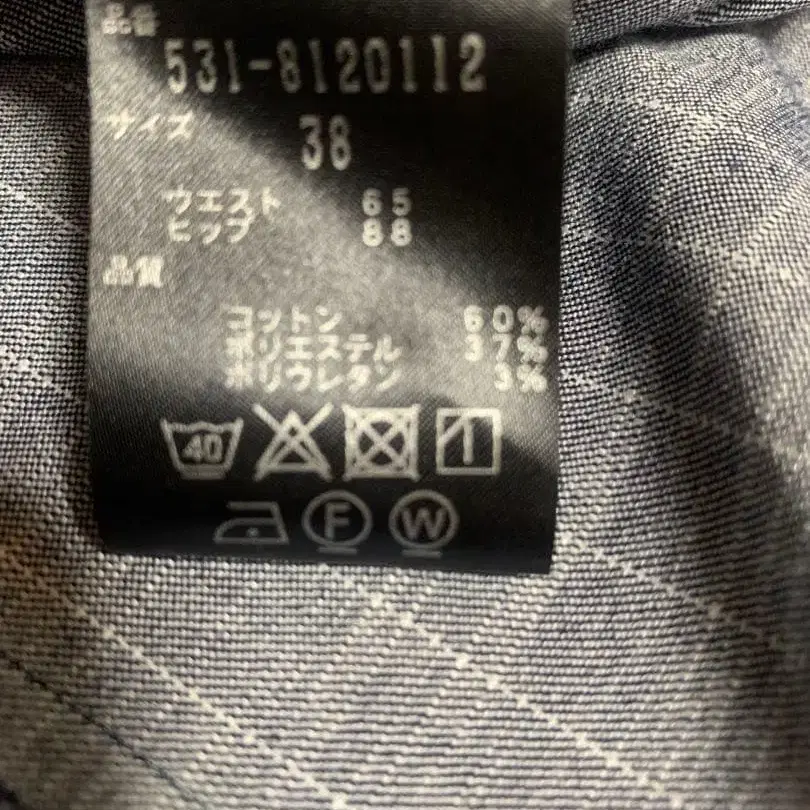 品番
531-8120112
サイズ 38
ウエスト 65
ヒップ 88
品質
コットン 60%
ポリエステル 37%
ポリウレタン 3%
40
F W